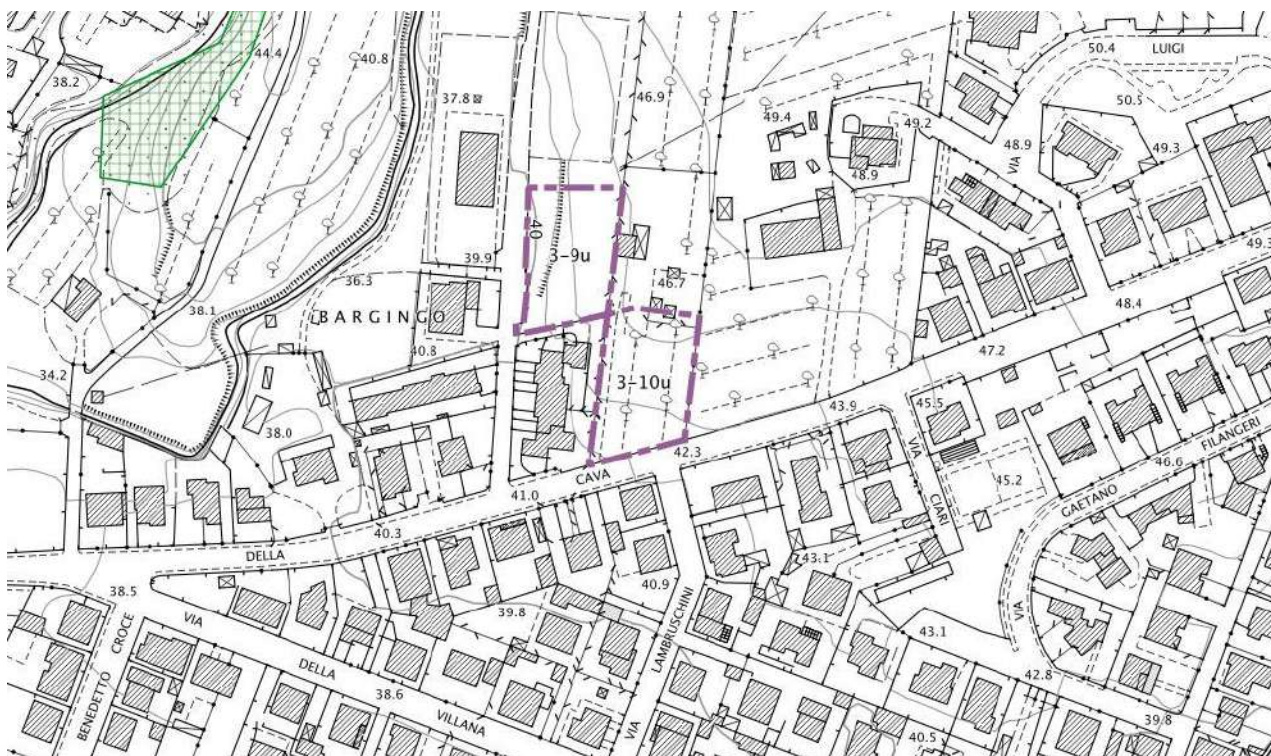 44.4
50.4
LUIGI
38.2
40.8
37.8
46.9
49.4
50.5
49.2
48.9
49.3
VIA
48.9
40
3-9u
39.9
46.7
49.3
36.3
48.4
38.1
BARGINGO
40.8
47.2
34.2
3-10u
43.9
45.5
38.0
VIA
FILANGERI
42.3
46.6
CAVA
41.0
45.2
GAETANO
CIARI
40.3
DELLA
43.1
40.9
38.5
39.8
VIA
VIA
CROCE
LAMBRUSCHINI
43.1
DELLA
42.8
38.6
BENEDETTO
VILLANA
39.8
VIA
40.5